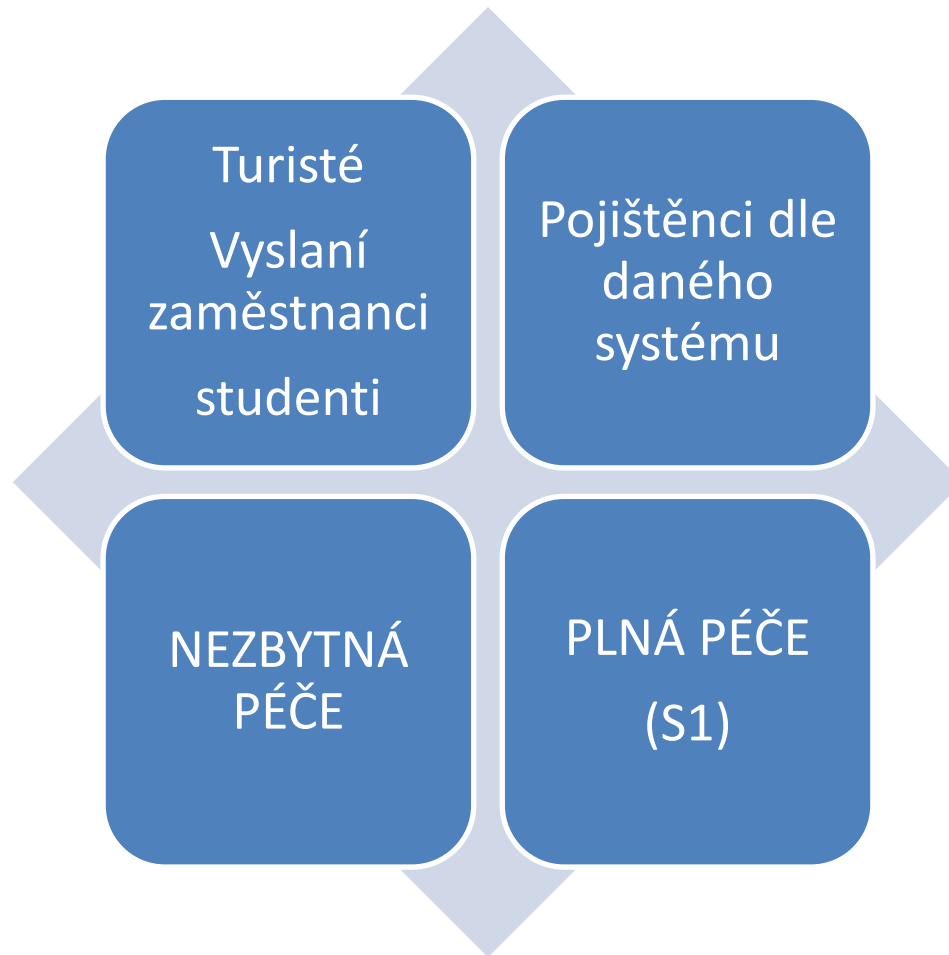 Turisté
Vyslaní
zaměstnanci
studenti
Pojištěnci dle
daného
systému
NEZBYTNÁ
PÉČE
PLNÁ PÉČE
(S1)